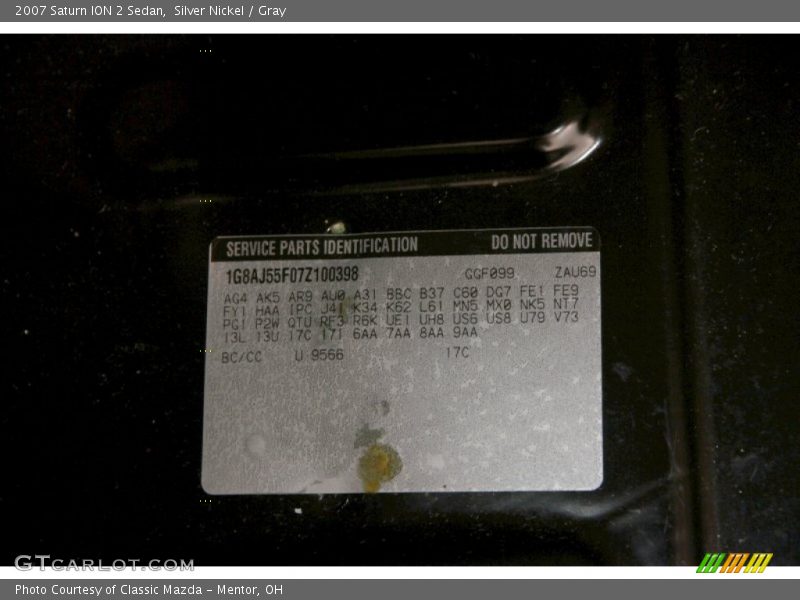 2007 Saturn ION 2 Sedan, Silver Nickel / Gray
SERVICE PARTS IDENTIFICATION DO NOT REMOVE
1G8AJ55F07Z100398 GGF099 ZAU69
AG4 AK5 AR9 AU0 A31 BBC B37 C60 DG7 FE1 FE9
FY1 HAA IPC J41 K34 K62 L61 MN5 MX0 NK5 NT7
PG1 P2W QTU RF3 R6K UE1 UH8 US6 US8 U79 V73
13L 13U 17C 171 6AA 7AA 8AA 9AA
BC/CC U 9566 17C
GTCARLOT.COM
Photo Courtesy of Classic Mazda - Mentor, OH